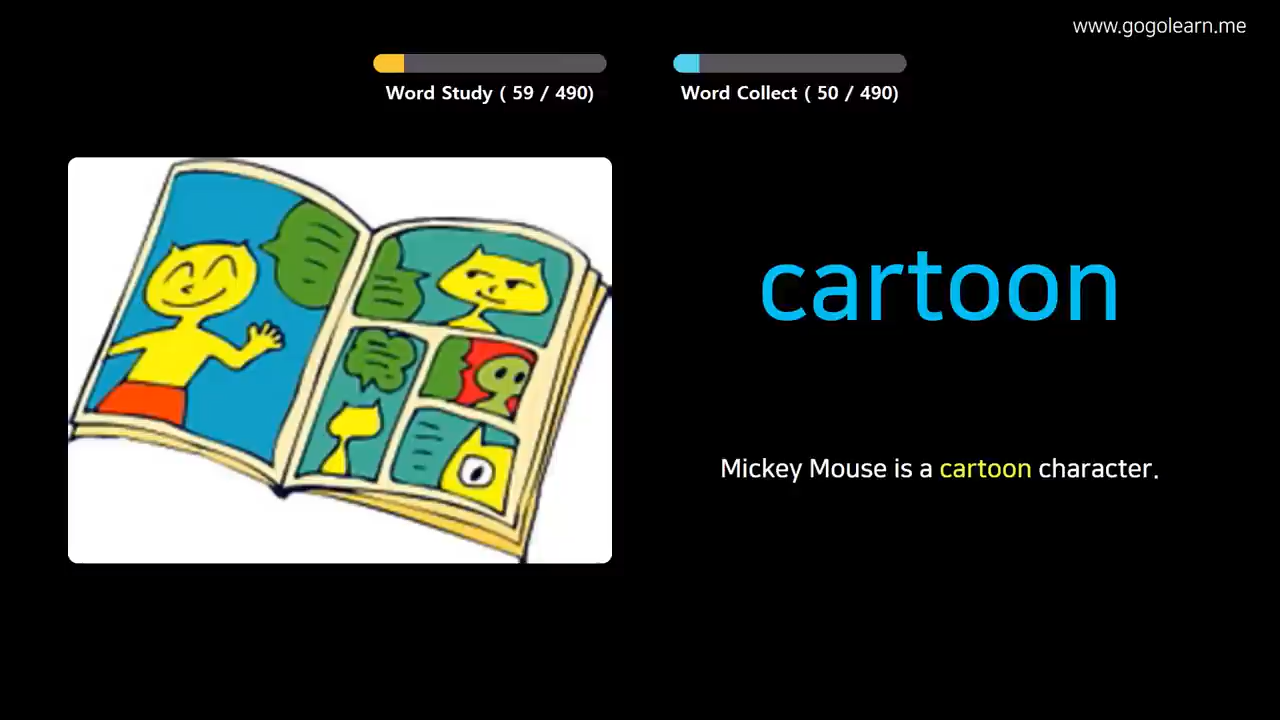 www.gogolearn.me
Word Study ( 59 / 490)
Word Collect ( 50 / 490)
cartoon
Mickey Mouse is a cartoon character.